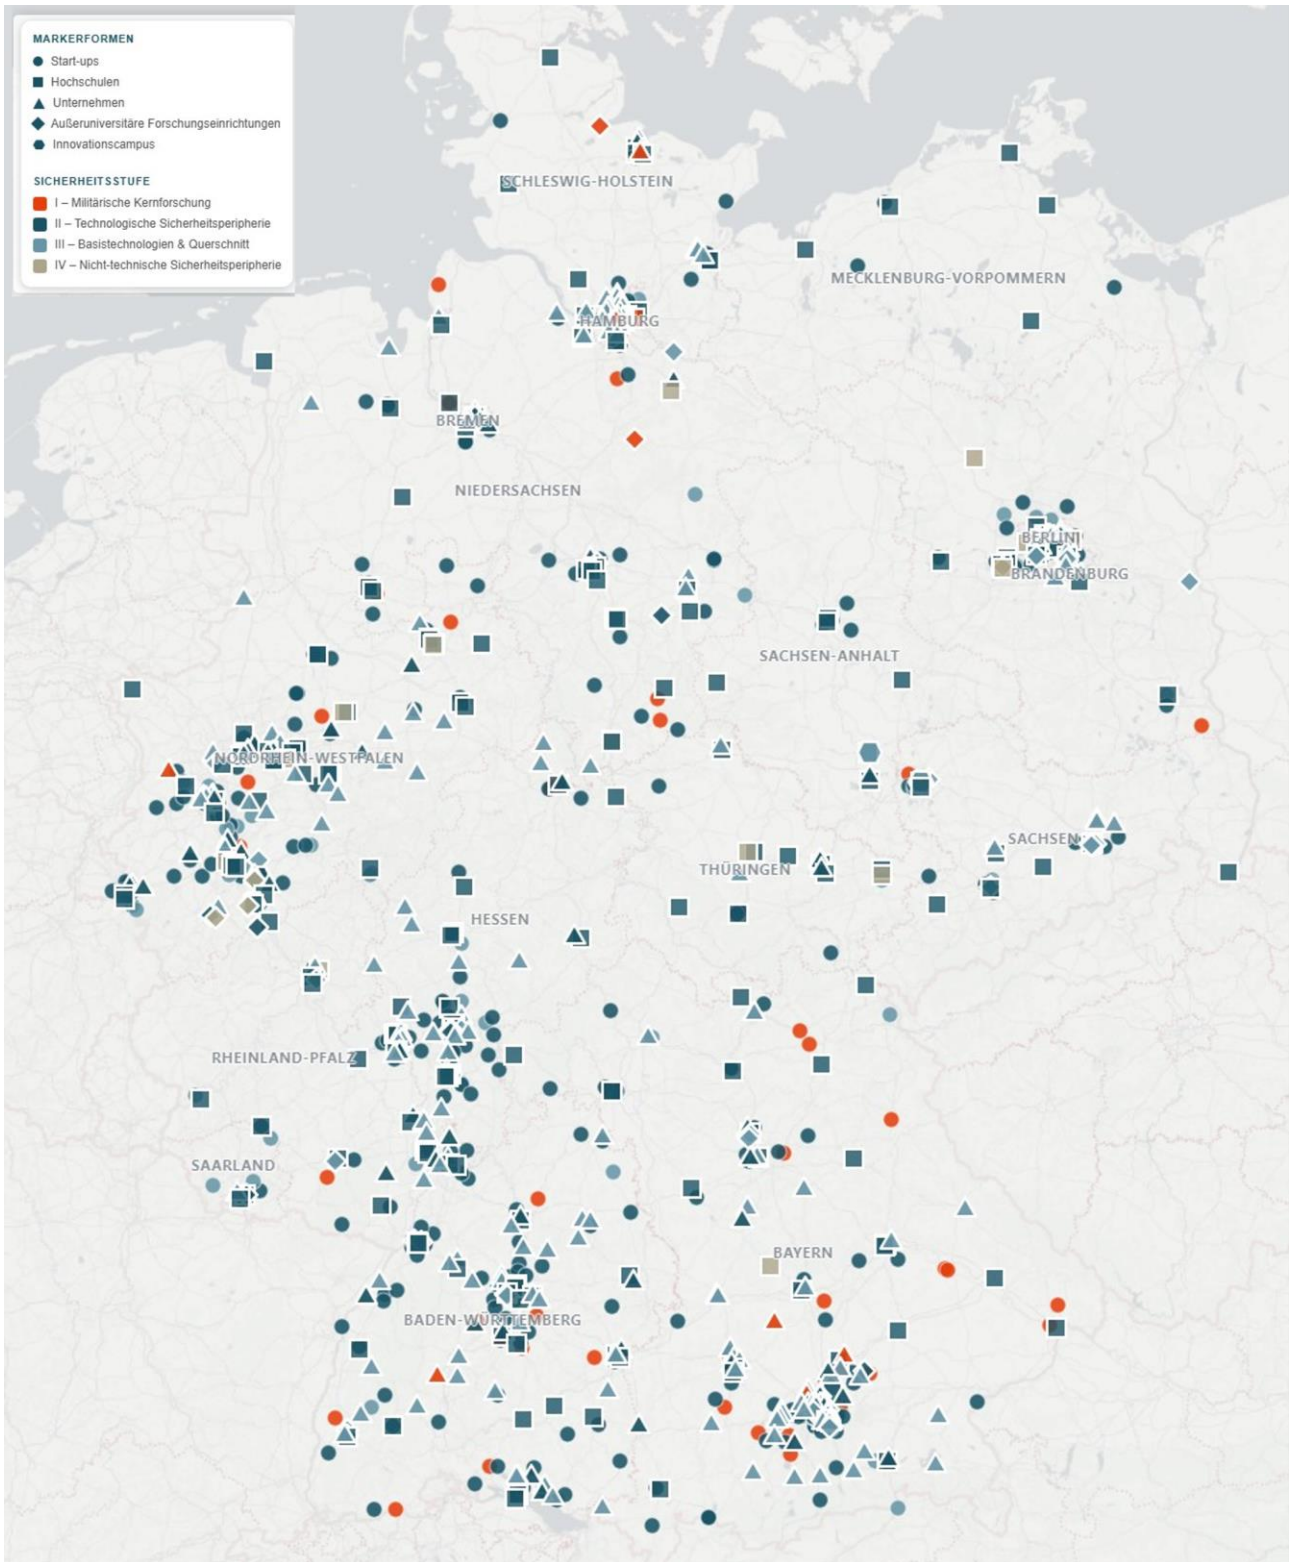 MARKERFORMEN
Start-ups
Hochschulen
Unternehmen
Außeruniversitäre Forschungseinrichtungen
Innovationscampus
SICHERHEITSSTUFE
I – Militärische Kernforschung
II – Technologische Sicherheitsperipherie
III – Basistechnologien & Querschnitt
IV – Nicht-technische Sicherheitsperipherie
SCHLESWIG-HOLSTEIN
MECKLENBURG-VORPOMMERN
HAMBURG
BREMEN
NIEDERSACHSEN
BERLIN
BRANDENBURG
SACHSEN-ANHALT
NORDRHEIN-WESTFALEN
SACHSEN
THÜRINGEN
HESSEN
RHEINLAND-PFALZ
SAARLAND
BAYERN
BADEN-WÜRTTEMBERG